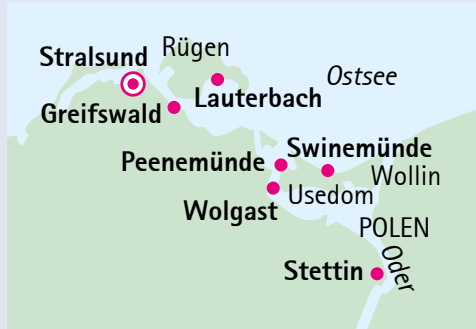 Stralsund
Rügen
Ostsee
Lauterbach
Greifswald
Swinemünde
Peenemünde
Wollin
Usedom
Wolgast
POLEN
Oder
Stettin